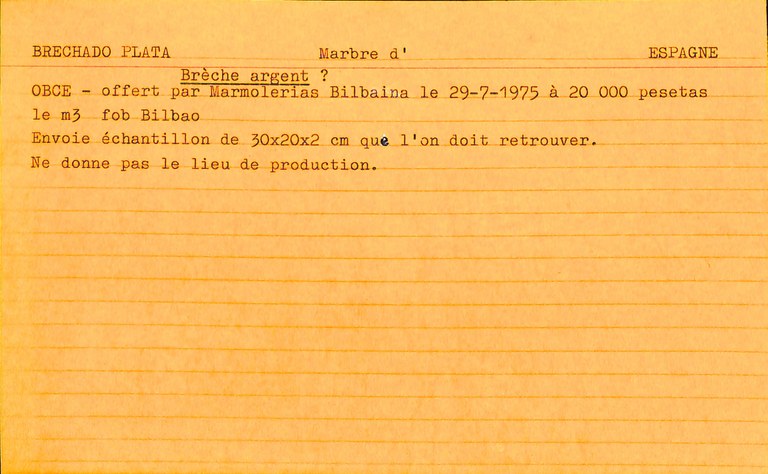 BRECHADO PLATA Marbre d' ESPAGNE
Brèche argent ?
OBCE - offert par Marmolerias Bilbaina le 29-7-1975 à 20 000 pesetas
le m3 fob Bilbao
Envoie échantillon de 30x20x2 cm que l'on doit retrouver.
Ne donne pas le lieu de production.